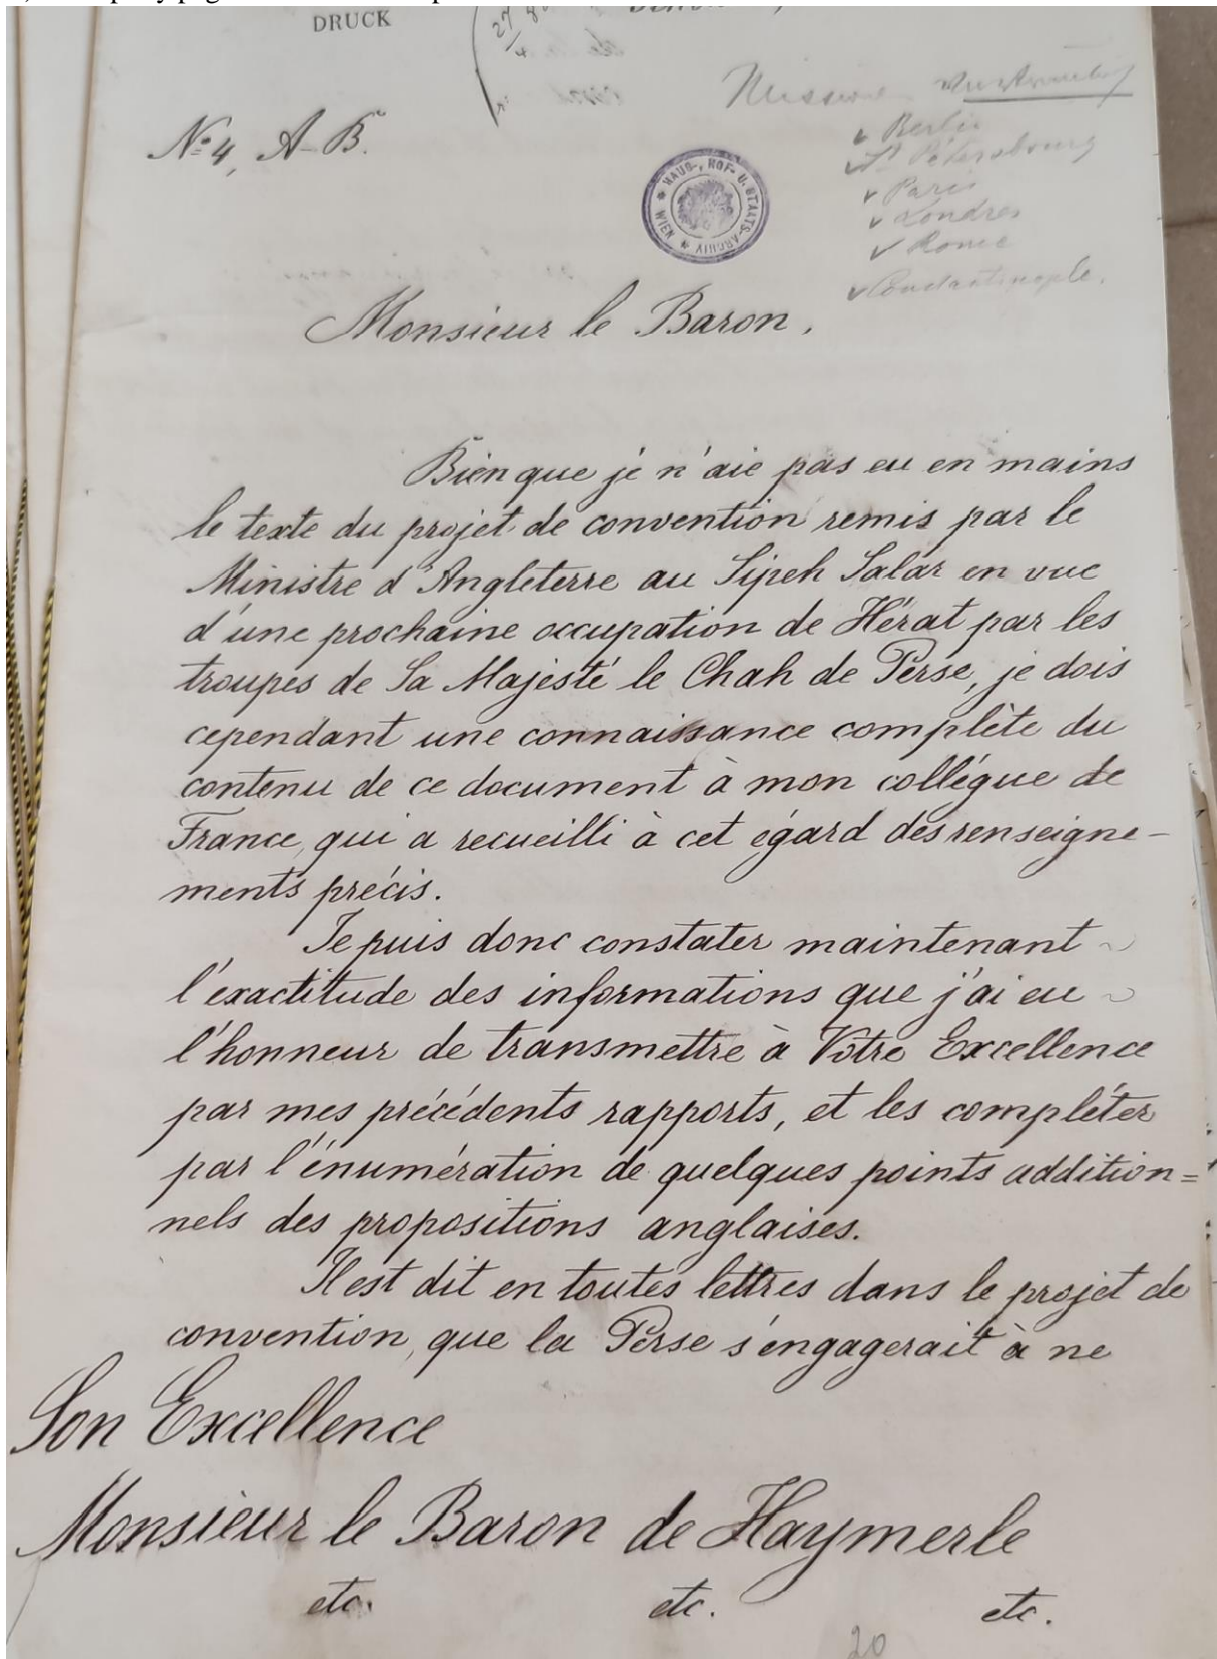 DRUCK
27/4 80
Nº 4, A-B.
HAUS-, HOF- U. STAATS-ARCHIV * WIEN *
✓ Berlin
✓ St Pétersbourg
✓ Paris
✓ Londres
✓ Rome
✓ Constantinople.
Monsieur le Baron,
Bien que je n'aie pas eu en mains
le texte du projet de convention remis par le
Ministre d'Angleterre au Sipeh Salar en vue
d'une prochaine occupation de Hérat par les
troupes de Sa Majesté le Chah de Perse, je dois
cependant une connaissance complète du
contenu de ce document à mon collégue de
France, qui a recueilli à cet égard des renseigne-
ments précis.
Je puis donc constater maintenant
l'exactitude des informations que j'ai eu
l'honneur de transmettre à Votre Excellence
par mes précédents rapports, et les compléter
par l'énumération de quelques points addition=
nels des propositions anglaises.
Il est dit en toutes lettres dans le projet de
convention, que la Perse s'engagerait à ne
Son Excellence
Monsieur le Baron de Haymerle
etc. etc. etc.
20